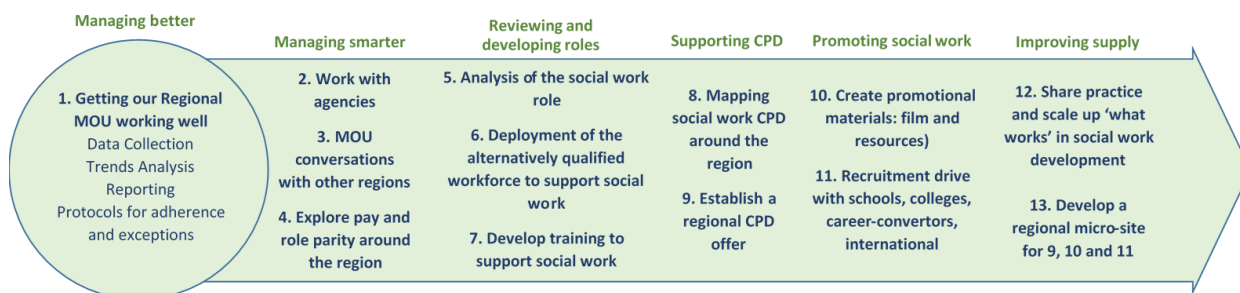 Managing better
1. Getting our Regional
MOU working well
Data Collection
Trends Analysis
Reporting
Protocols for adherence
and exceptions
Managing smarter
2. Work with
agencies
3. MOU
conversations
with other regions
4. Explore pay and
role parity around
the region
Reviewing and
developing roles
5. Analysis of the social work
role
6. Deployment of the
alternatively qualified
workforce to support social
work
7. Develop training to
support social work
Supporting CPD
8. Mapping
social work CPD
around the
region
9. Establish a
regional CPD
offer
Promoting social work
10. Create promotional
materials: film and
resources)
11. Recruitment drive
with schools, colleges,
career-convertors,
international
Improving supply
12. Share practice
and scale up ‘what
works’ in social work
development
13. Develop a
regional micro-site
for 9, 10 and 11